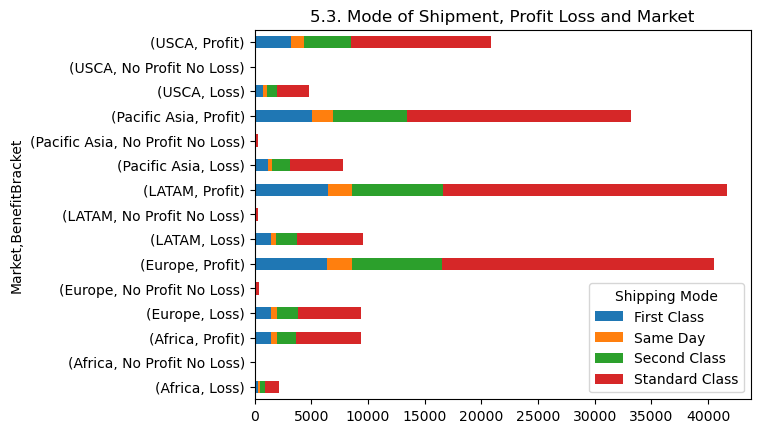 5.3. Mode of Shipment, Profit Loss and Market
Market,BenefitBracket
(USCA, Profit)
(USCA, No Profit No Loss)
(USCA, Loss)
(Pacific Asia, Profit)
(Pacific Asia, No Profit No Loss)
(Pacific Asia, Loss)
(LATAM, Profit)
(LATAM, No Profit No Loss)
(LATAM, Loss)
(Europe, Profit)
(Europe, No Profit No Loss)
(Europe, Loss)
(Africa, Profit)
(Africa, No Profit No Loss)
(Africa, Loss)
Shipping Mode
First Class
Same Day
Second Class
Standard Class
0 5000 10000 15000 20000 25000 30000 35000 40000